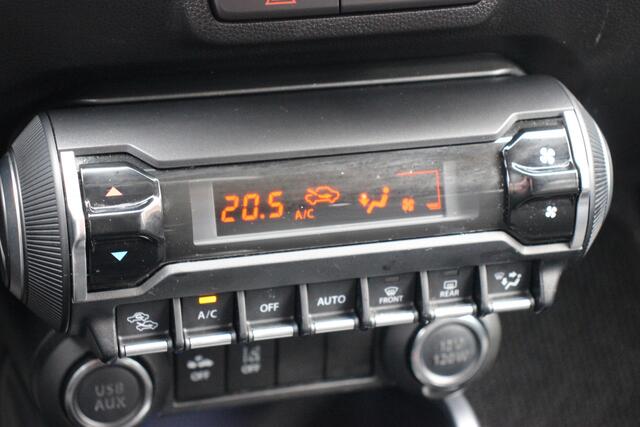 20.5 A/C
A/C OFF AUTO FRONT REAR
OFF OFF
USB
AUX
12V
120W